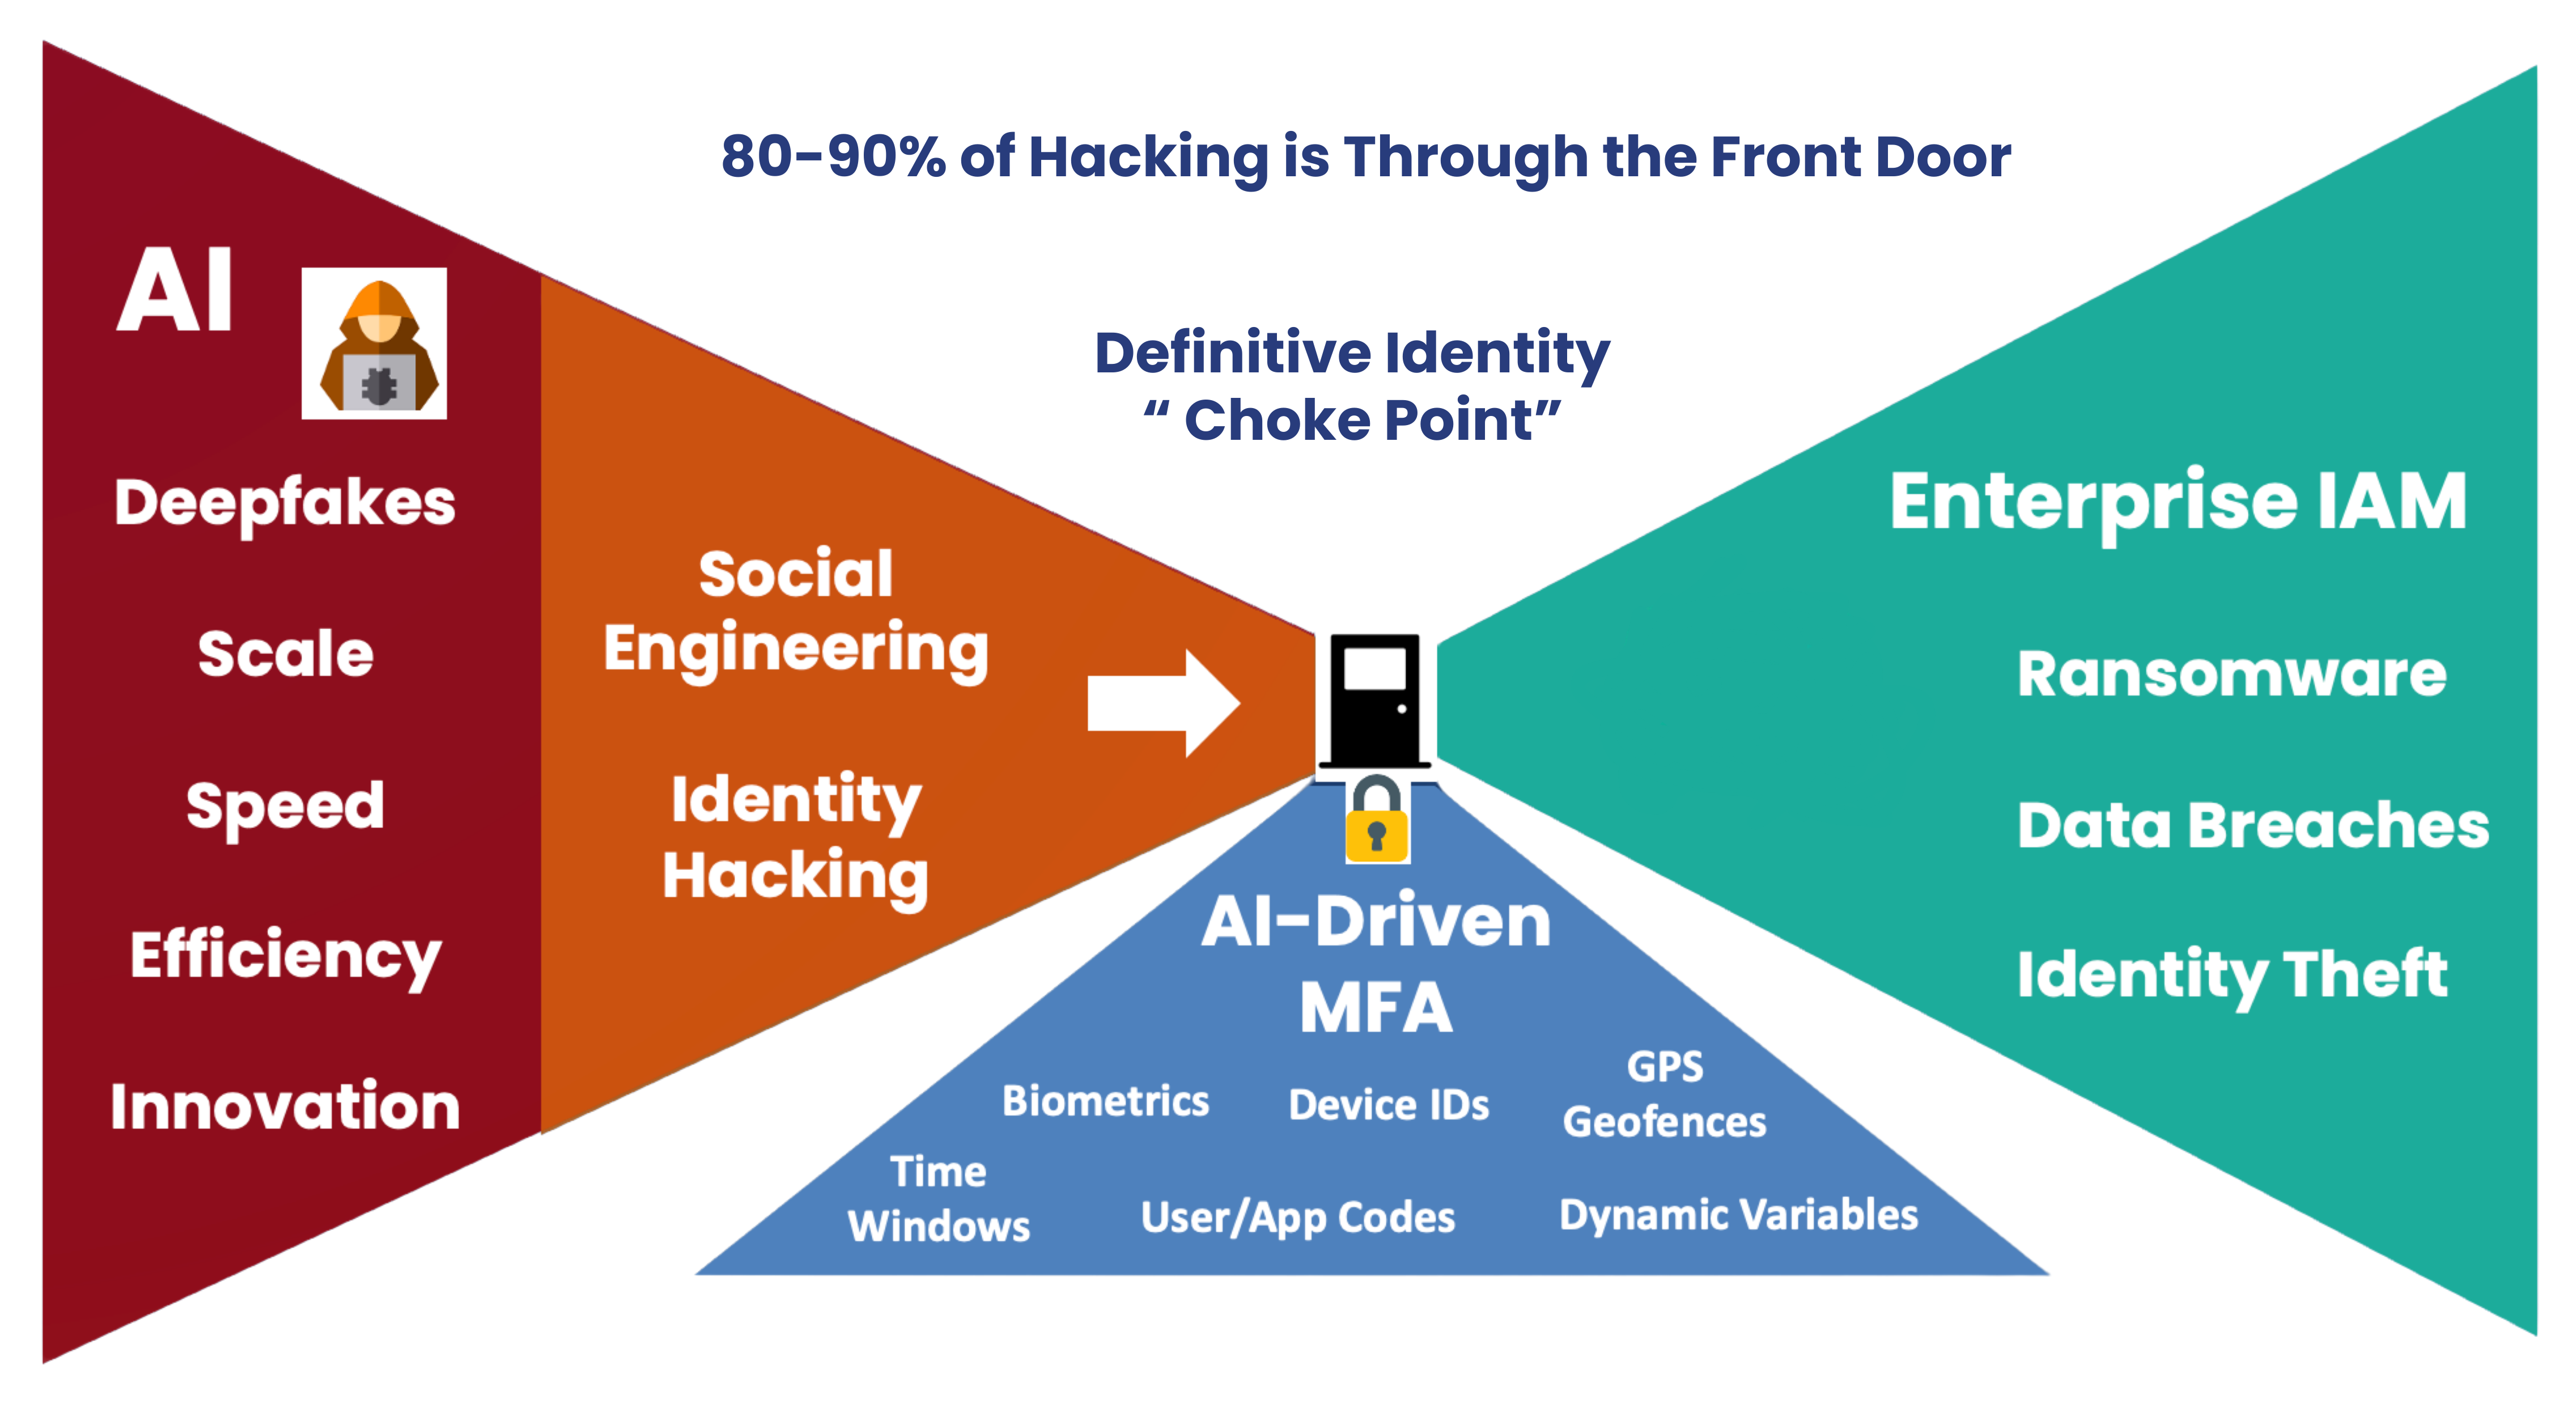 80-90% of Hacking is Through the Front Door
Definitive Identity
“ Choke Point”
AI
Deepfakes
Scale
Speed
Efficiency
Innovation
Social
Engineering
Identity
Hacking
Enterprise IAM
Ransomware
Data Breaches
Identity Theft
AI-Driven
MFA
Biometrics
Device IDs
GPS
Geofences
Time
Windows
User/App Codes
Dynamic Variables